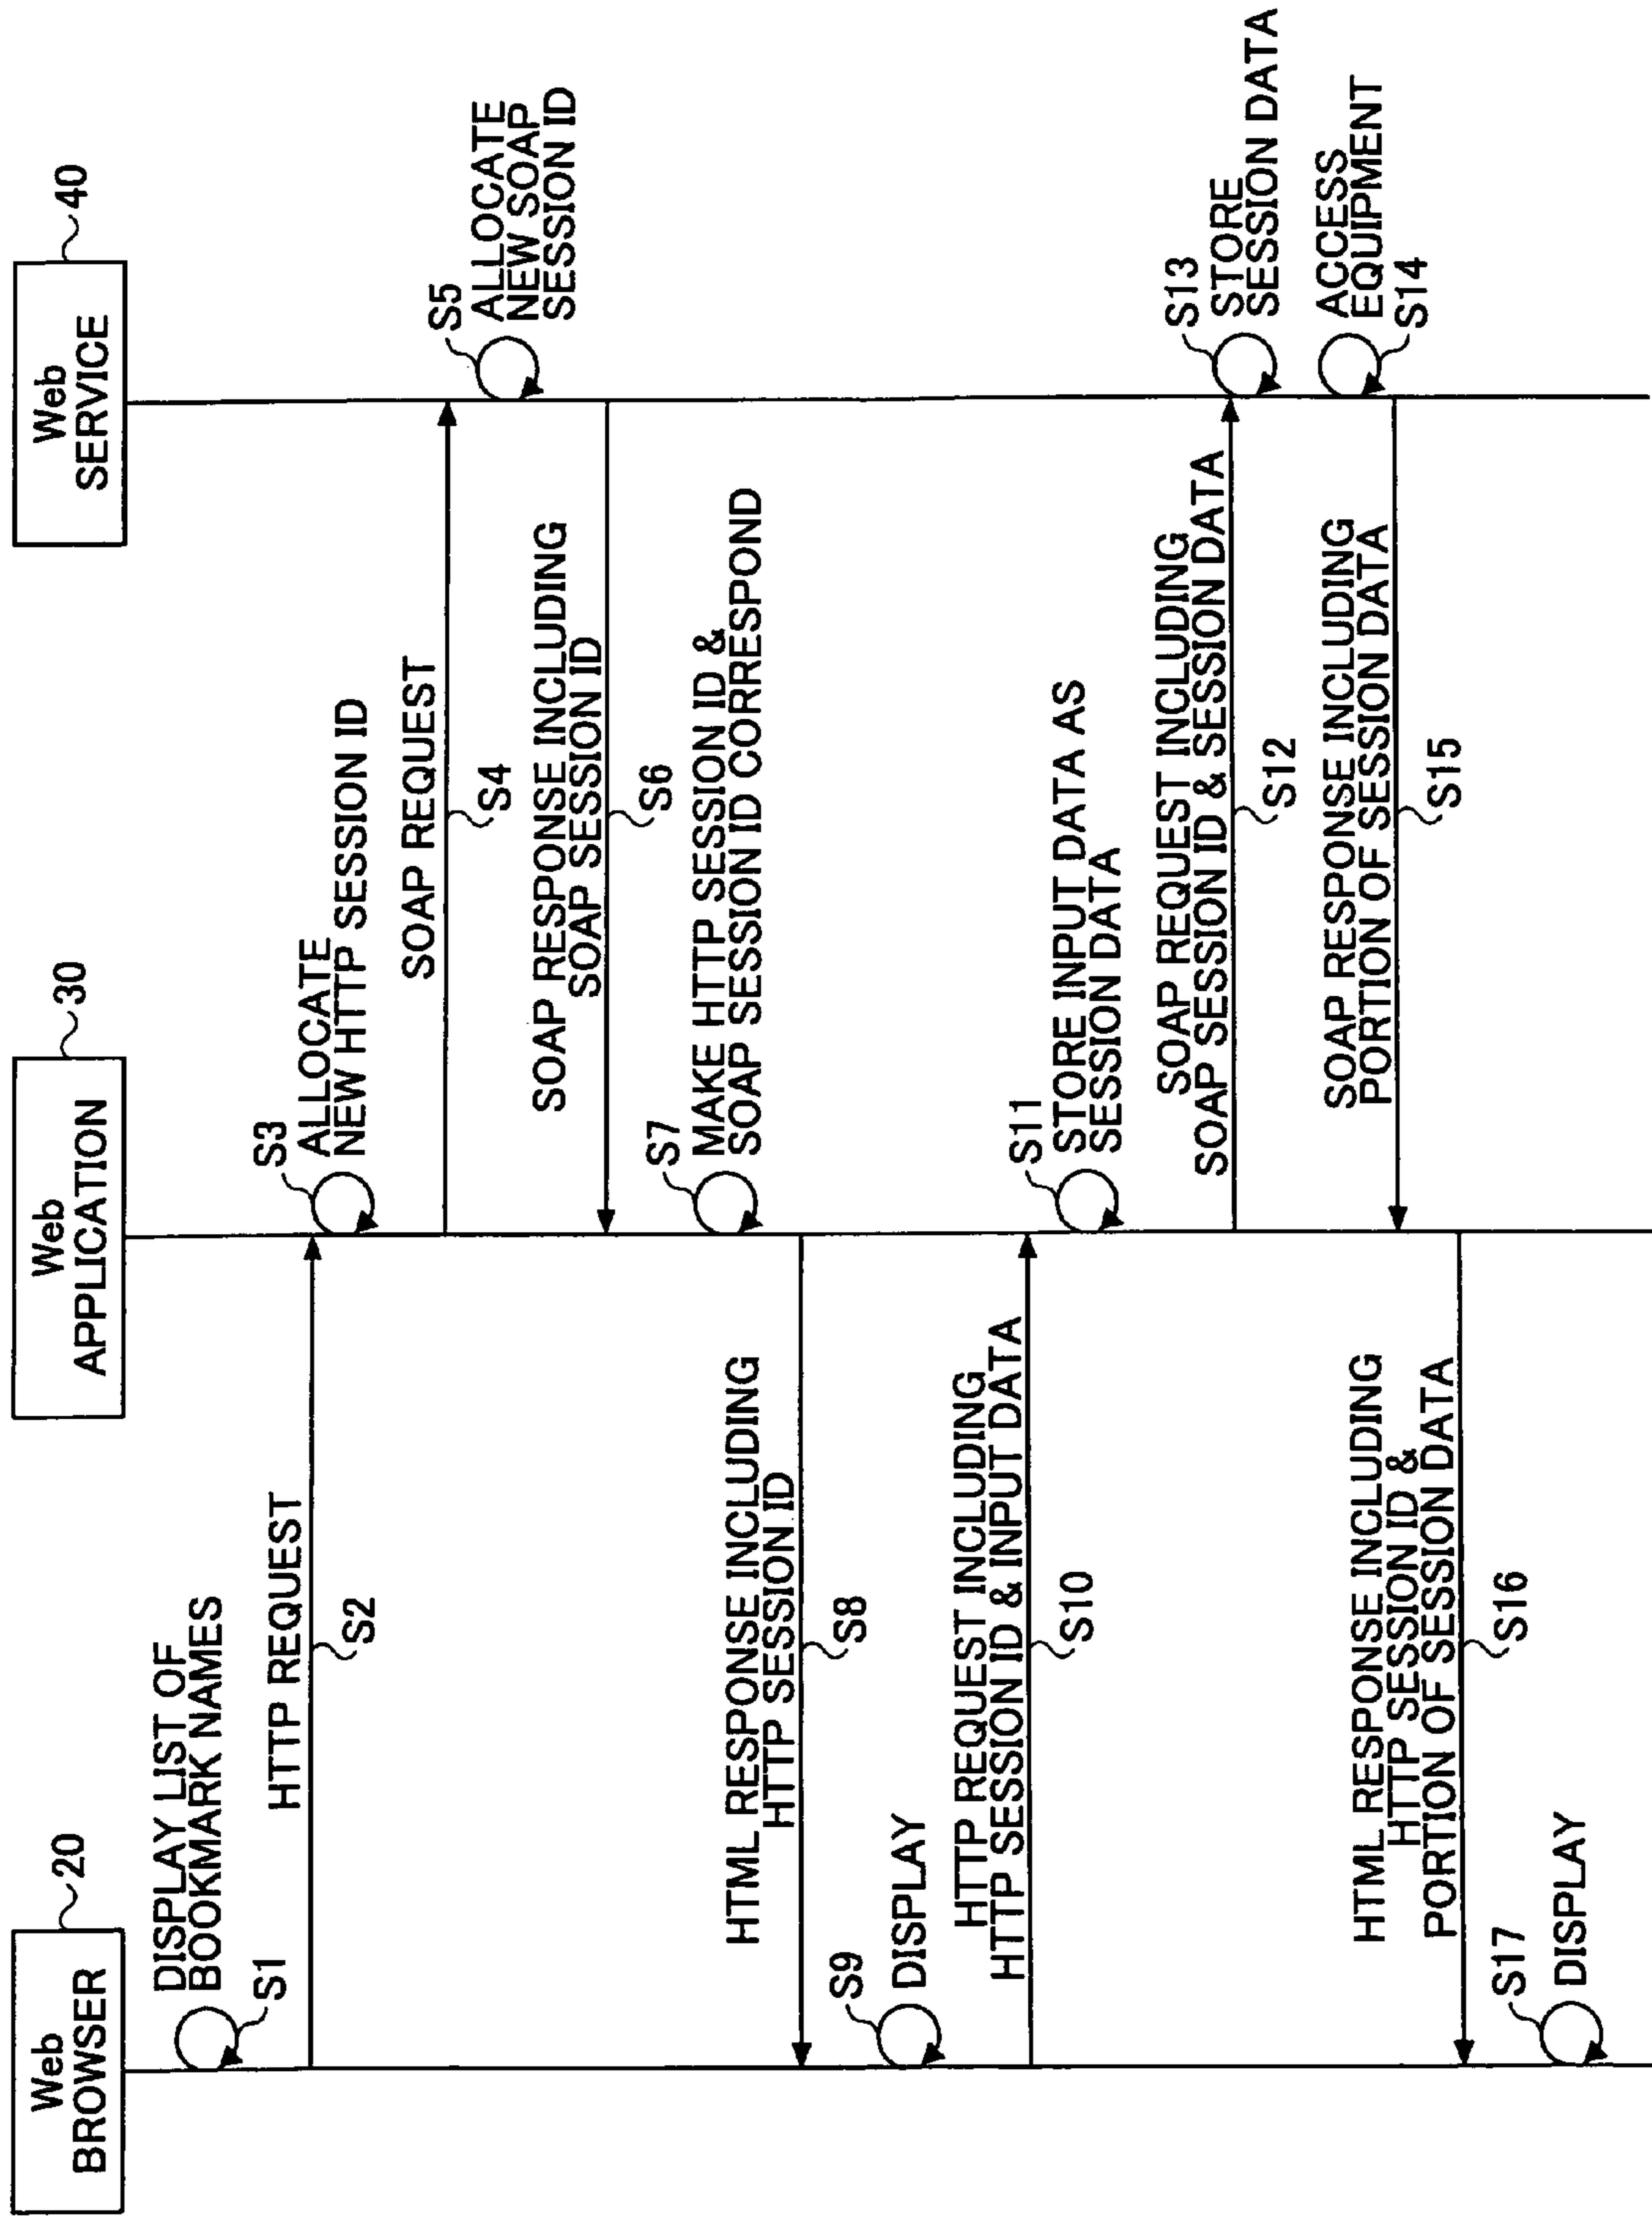 Web
BROWSER
20
Web
APPLICATION
30
Web
SERVICE
40
DISPLAY LIST OF
BOOKMARK NAMES
S1
HTTP REQUEST
S2
S3
ALLOCATE
NEW HTTP SESSION ID
SOAP REQUEST
S4
S5
ALLOCATE
NEW SOAP
SESSION ID
SOAP RESPONSE INCLUDING
SOAP SESSION ID
S6
S7
MAKE HTTP SESSION ID &
SOAP SESSION ID CORRESPOND
HTML RESPONSE INCLUDING
HTTP SESSION ID
S8
S9
DISPLAY
HTTP REQUEST INCLUDING
HTTP SESSION ID & INPUT DATA
S10
S11
STORE INPUT DATA AS
SESSION DATA
SOAP REQUEST INCLUDING
SOAP SESSION ID & SESSION DATA
S12
S13
STORE
SESSION DATA
ACCESS
EQUIPMENT
S14
SOAP RESPONSE INCLUDING
PORTION OF SESSION DATA
S15
HTML RESPONSE INCLUDING
HTTP SESSION ID &
PORTION OF SESSION DATA
S16
S17
DISPLAY